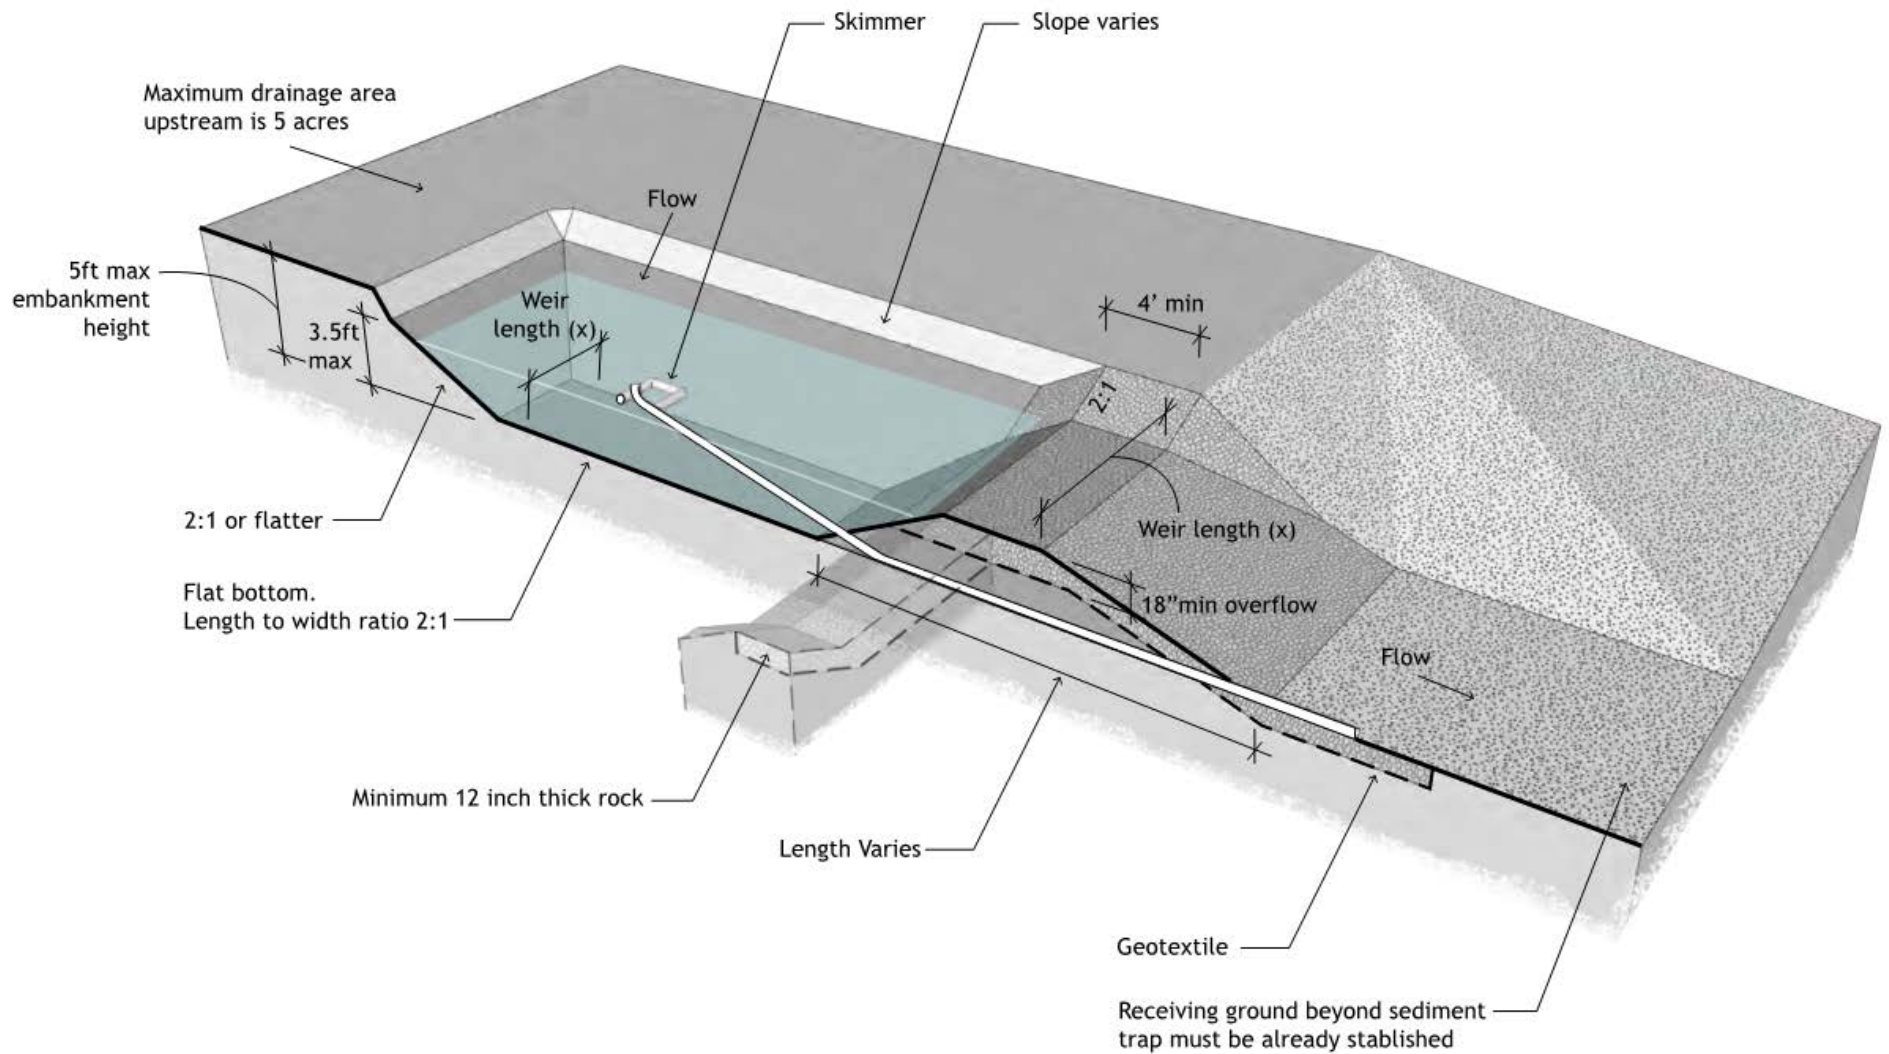 Skimmer
Slope varies
Maximum drainage area
upstream is 5 acres
Flow
5ft max
embankment
height
Weir
length (x)
4' min
3.5ft
max
2:1
2:1 or flatter
Weir length (x)
Flat bottom.
Length to width ratio 2:1
18”min overflow
Flow
Minimum 12 inch thick rock
Length Varies
Geotextile
Receiving ground beyond sediment
trap must be already stablished